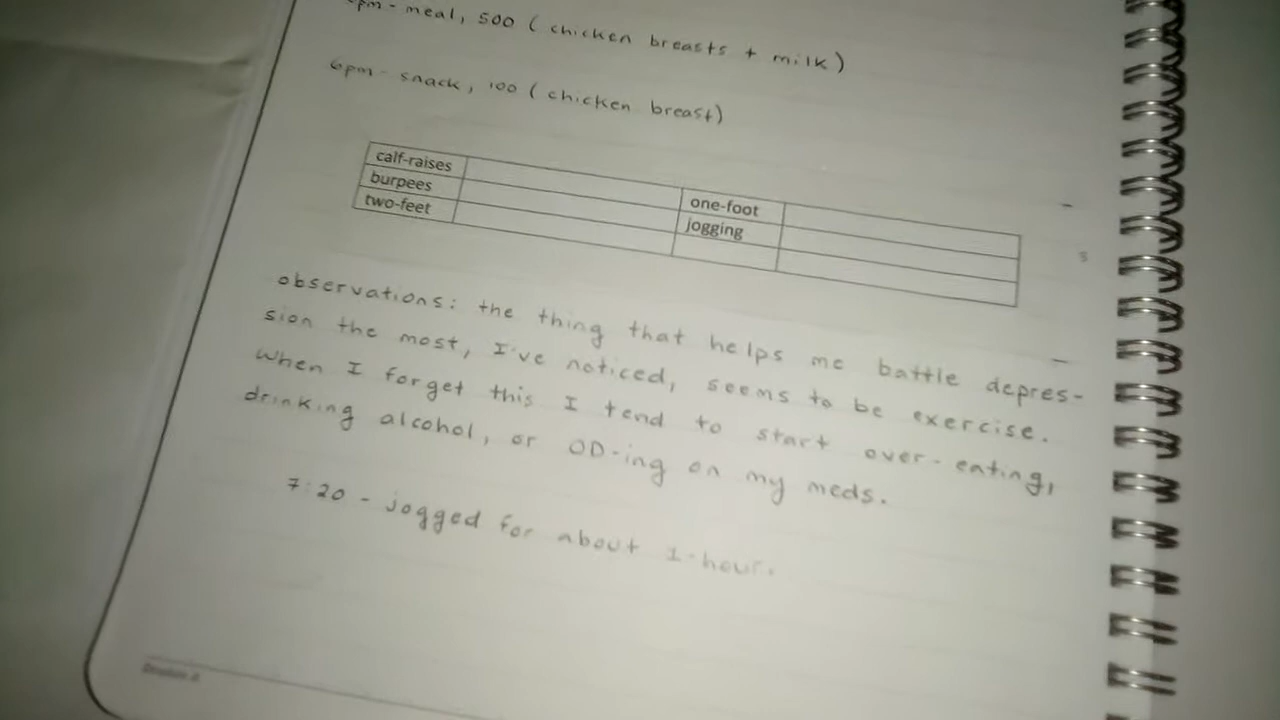 pm - meal, 500 (chicken breasts + milk)
6pm - snack, 100 (chicken breast)
calf-raises
burpees one-foot
two-feet jogging
observations: the thing that helps me battle depres-
sion the most, I've noticed, seems to be exercise.
When I forget this I tend to start over-eating,
drinking alcohol, or OD-ing on my meds.
7:20 - jogged for about 1-hour.